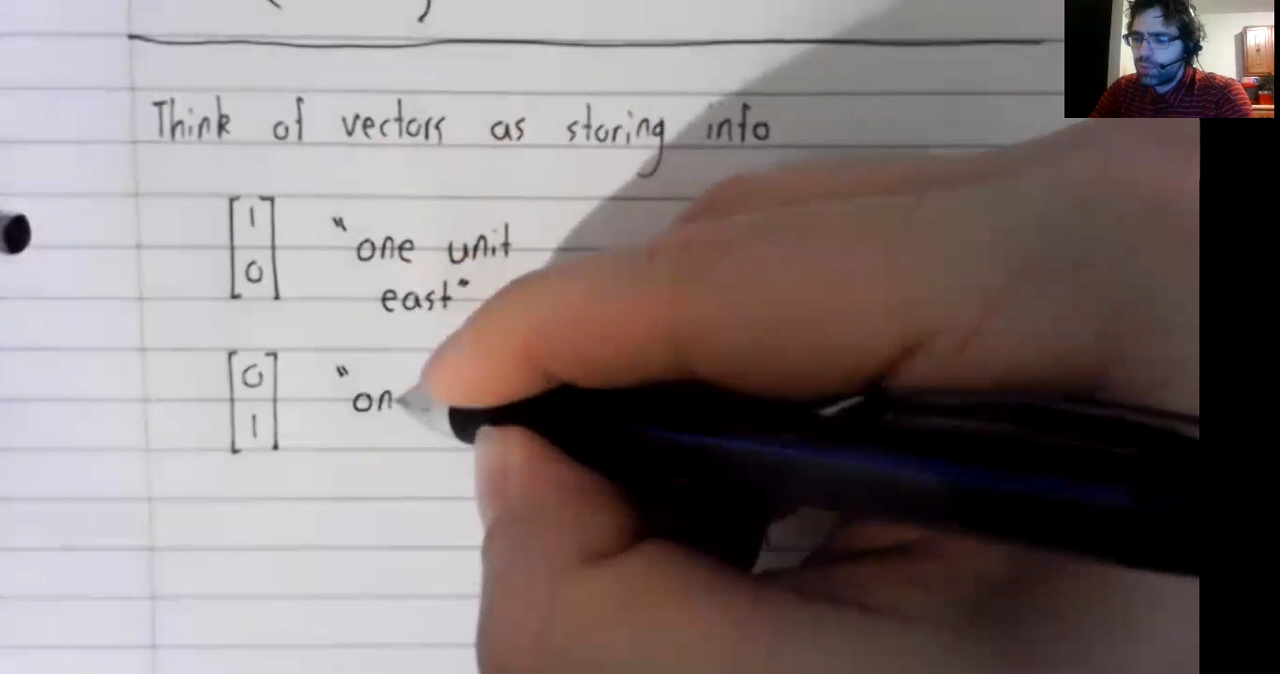 Think of vectors as storing info
[1
0]
"one unit
east"
[0
1]
"on